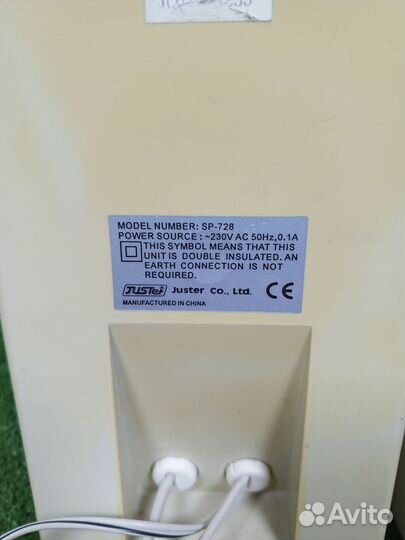 MODEL NUMBER: SP-728
POWER SOURCE: ~230V AC 50Hz,0.1A
THIS SYMBOL MEANS THAT THIS
UNIT IS DOUBLE INSULATED. AN
EARTH CONNECTION IS NOT
REQUIRED.
JUSTer Juster Co., Ltd. CE
MANUFACTURED IN CHINA
Avito